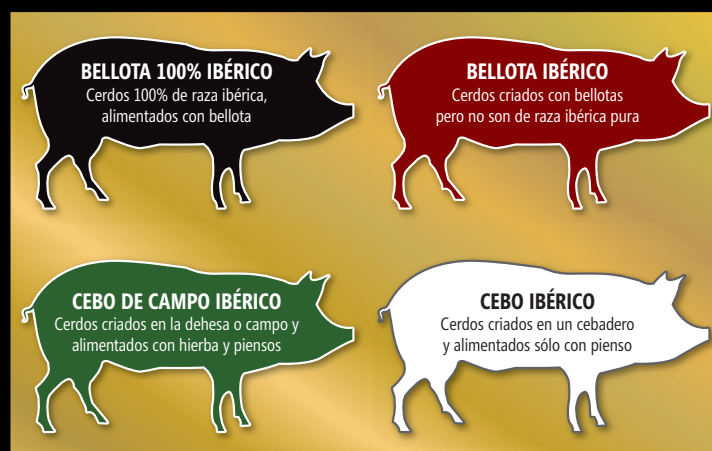 BELLOTA 100% IBÉRICO
Cerdos 100% de raza ibérica,
alimentados con bellota
BELLOTA IBÉRICO
Cerdos criados con bellotas
pero no son de raza ibérica pura
CEBO DE CAMPO IBÉRICO
Cerdos criados en la dehesa o campo y
alimentados con hierba y piensos
CEBO IBÉRICO
Cerdos criados en un cebadero
y alimentados sólo con pienso